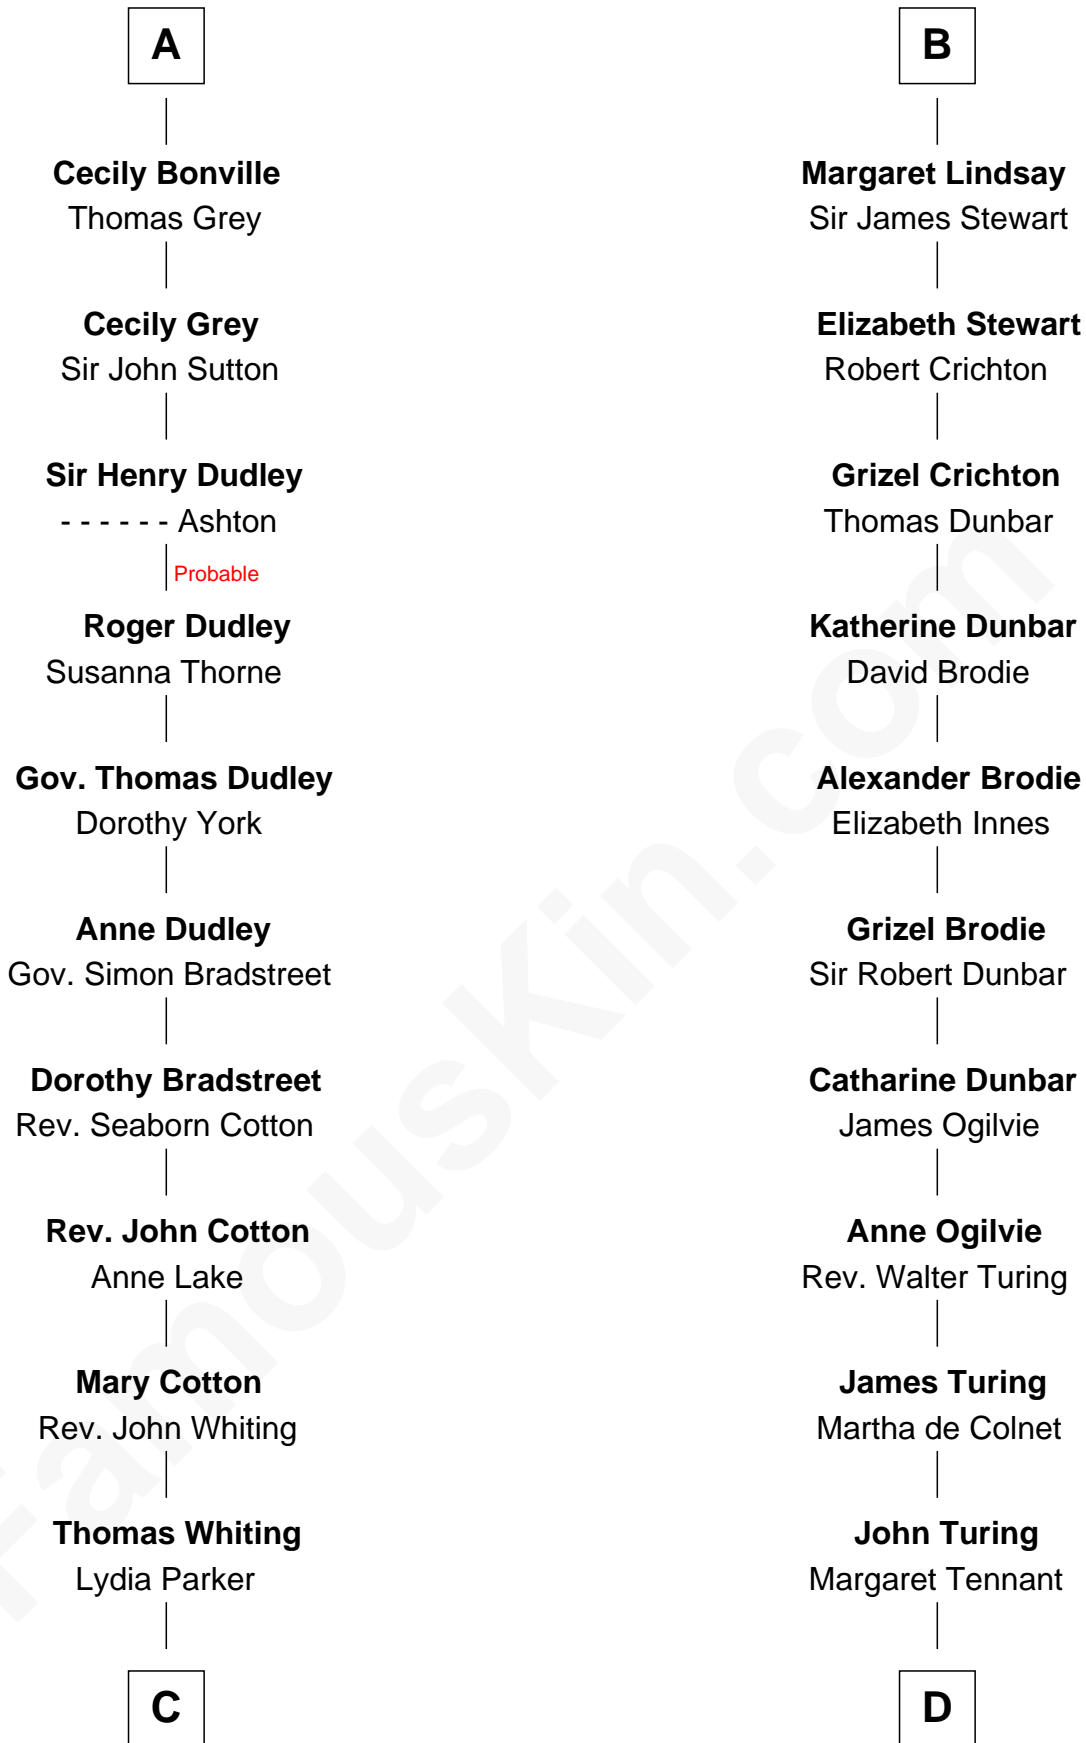 A
Cecily Bonville
Thomas Grey
Cecily Grey
Sir John Sutton
Sir Henry Dudley
- - - - - - Ashton
Probable
Roger Dudley
Susanna Thorne
Gov. Thomas Dudley
Dorothy York
Anne Dudley
Gov. Simon Bradstreet
Dorothy Bradstreet
Rev. Seaborn Cotton
Rev. John Cotton
Anne Lake
Mary Cotton
Rev. John Whiting
Thomas Whiting
Lydia Parker
C
B
Margaret Lindsay
Sir James Stewart
Elizabeth Stewart
Robert Crichton
Grizel Crichton
Thomas Dunbar
Katherine Dunbar
David Brodie
Alexander Brodie
Elizabeth Innes
Grizel Brodie
Sir Robert Dunbar
Catharine Dunbar
James Ogilvie
Anne Ogilvie
Rev. Walter Turing
James Turing
Martha de Colnet
John Turing
Margaret Tennant
D
FamousKin.com